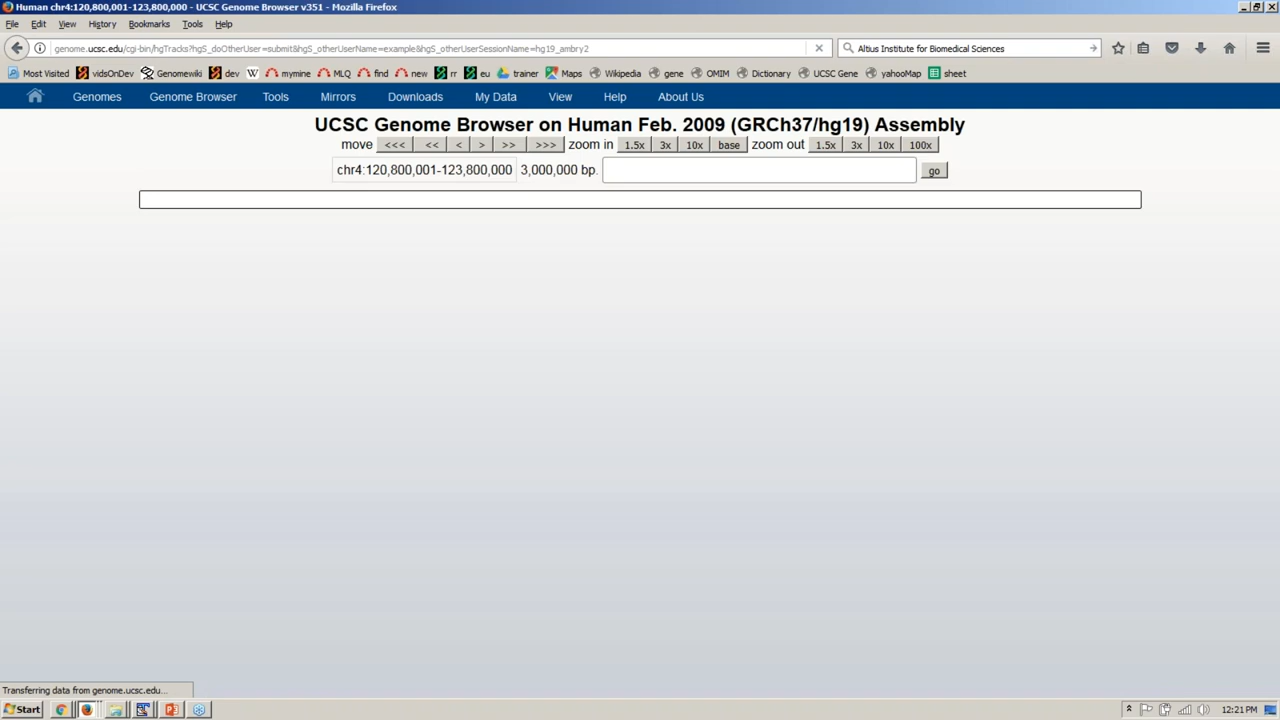 Human chr4:120,800,001-123,800,000 - UCSC Genome Browser v351 - Mozilla Firefox
File Edit View History Bookmarks Tools Help
genome.ucsc.edu/cgi-bin/hgTracks?hgS_doOtherUser=submit&hgS_otherUserName=example&hgS_otherUserSessionName=hg19_ambry2 Altius Institute for Biomedical Sciences
Most Visited vidsOnDev Genomewiki dev W mymine MLQ find new rr eu trainer Maps Wikipedia gene OMIM Dictionary UCSC Gene yahooMap sheet
Genomes Genome Browser Tools Mirrors Downloads My Data View Help About Us
UCSC Genome Browser on Human Feb. 2009 (GRCh37/hg19) Assembly
move <<< << < > >> >>> zoom in 1.5x 3x 10x base zoom out 1.5x 3x 10x 100x
chr4:120,800,001-123,800,000 3,000,000 bp. go
Transferring data from genome.ucsc.edu...
Start 12:21 PM